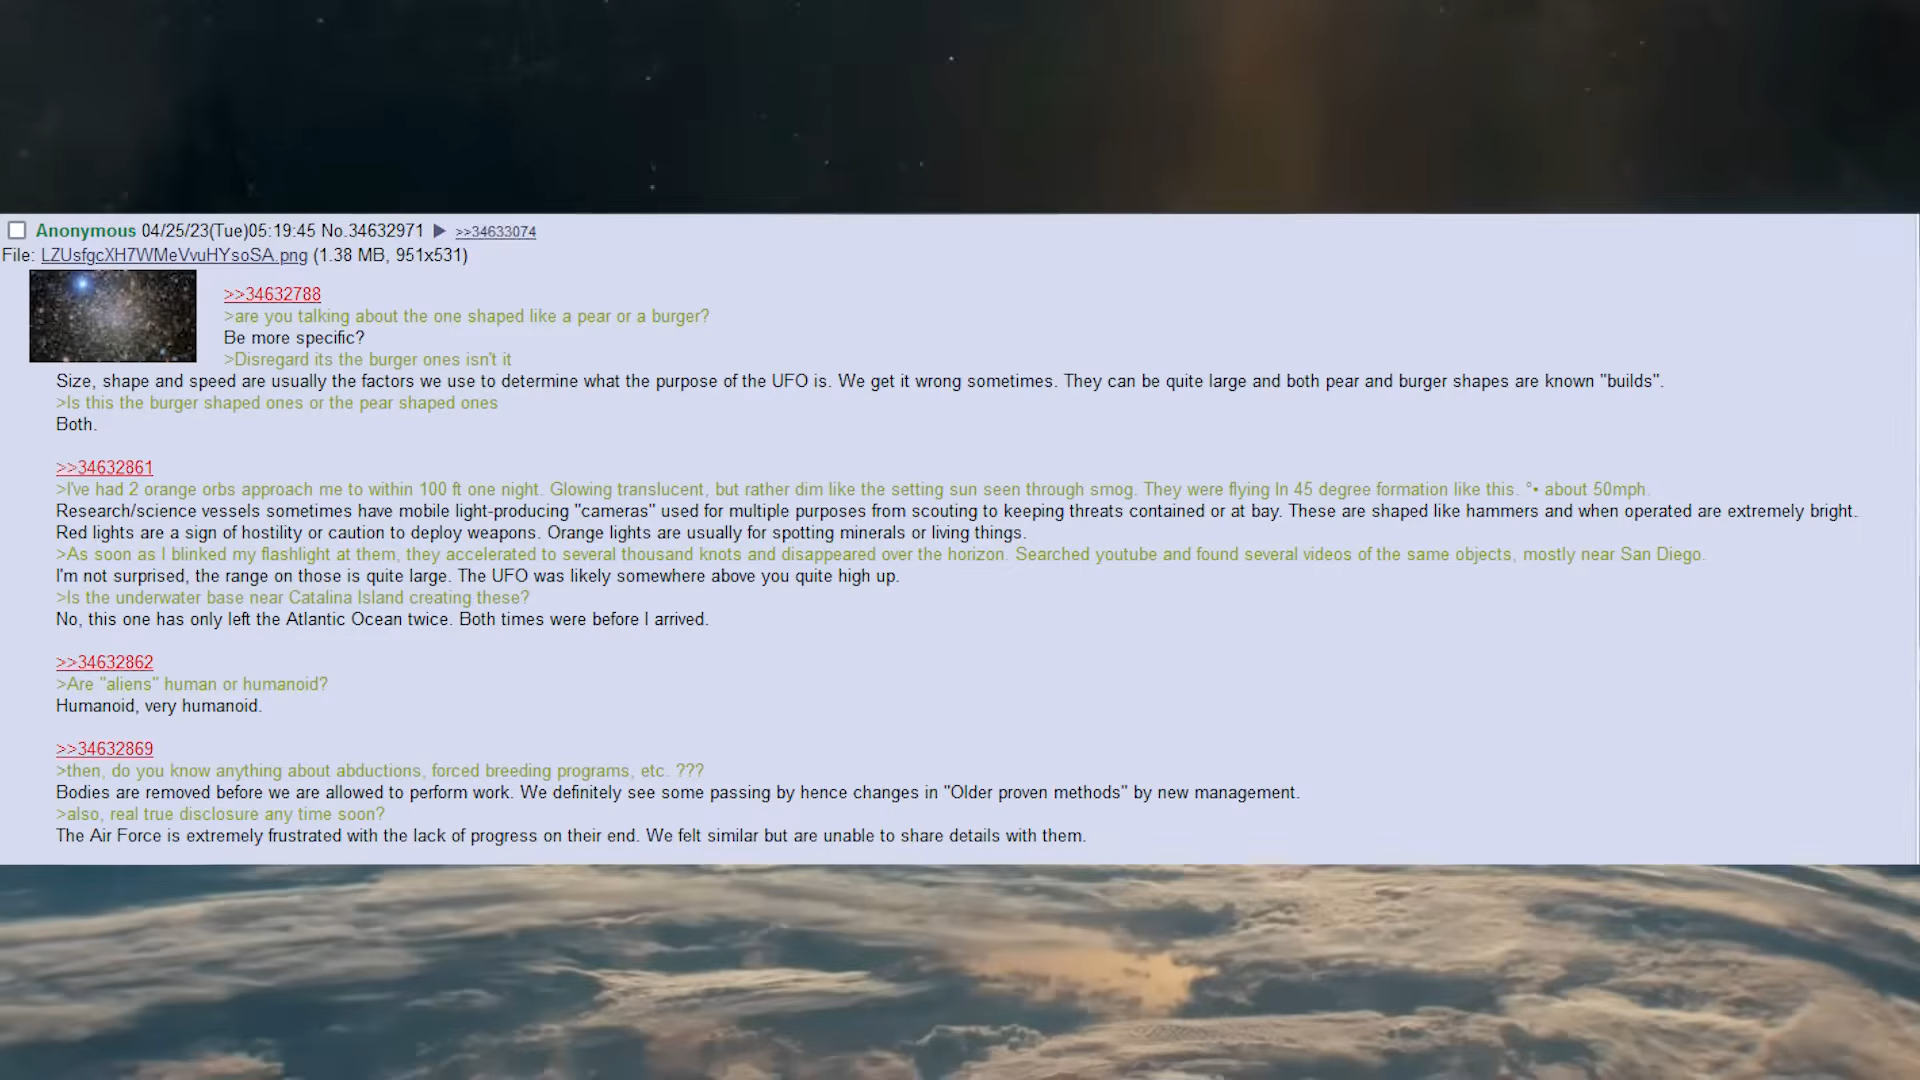 Anonymous 04/25/23(Tue)05:19:45 No.34632971 ▶ >>34633074
File: LZUsfgcXH7WMeVvuHYsoSA.png (1.38 MB, 951x531)
>>34632788
>are you talking about the one shaped like a pear or a burger?
Be more specific?
>Disregard its the burger ones isn't it
Size, shape and speed are usually the factors we use to determine what the purpose of the UFO is. We get it wrong sometimes. They can be quite large and both pear and burger shapes are known "builds".
>Is this the burger shaped ones or the pear shaped ones
Both.
>>34632861
>I've had 2 orange orbs approach me to within 100 ft one night. Glowing translucent, but rather dim like the setting sun seen through smog. They were flying In 45 degree formation like this. °• about 50mph.
Research/science vessels sometimes have mobile light-producing "cameras" used for multiple purposes from scouting to keeping threats contained or at bay. These are shaped like hammers and when operated are extremely bright.
Red lights are a sign of hostility or caution to deploy weapons. Orange lights are usually for spotting minerals or living things.
>As soon as I blinked my flashlight at them, they accelerated to several thousand knots and disappeared over the horizon. Searched youtube and found several videos of the same objects, mostly near San Diego.
I'm not surprised, the range on those is quite large. The UFO was likely somewhere above you quite high up.
>Is the underwater base near Catalina Island creating these?
No, this one has only left the Atlantic Ocean twice. Both times were before I arrived.
>>34632862
>Are "aliens" human or humanoid?
Humanoid, very humanoid.
>>34632869
>then, do you know anything about abductions, forced breeding programs, etc. ???
Bodies are removed before we are allowed to perform work. We definitely see some passing by hence changes in "Older proven methods" by new management.
>also, real true disclosure any time soon?
The Air Force is extremely frustrated with the lack of progress on their end. We felt similar but are unable to share details with them.